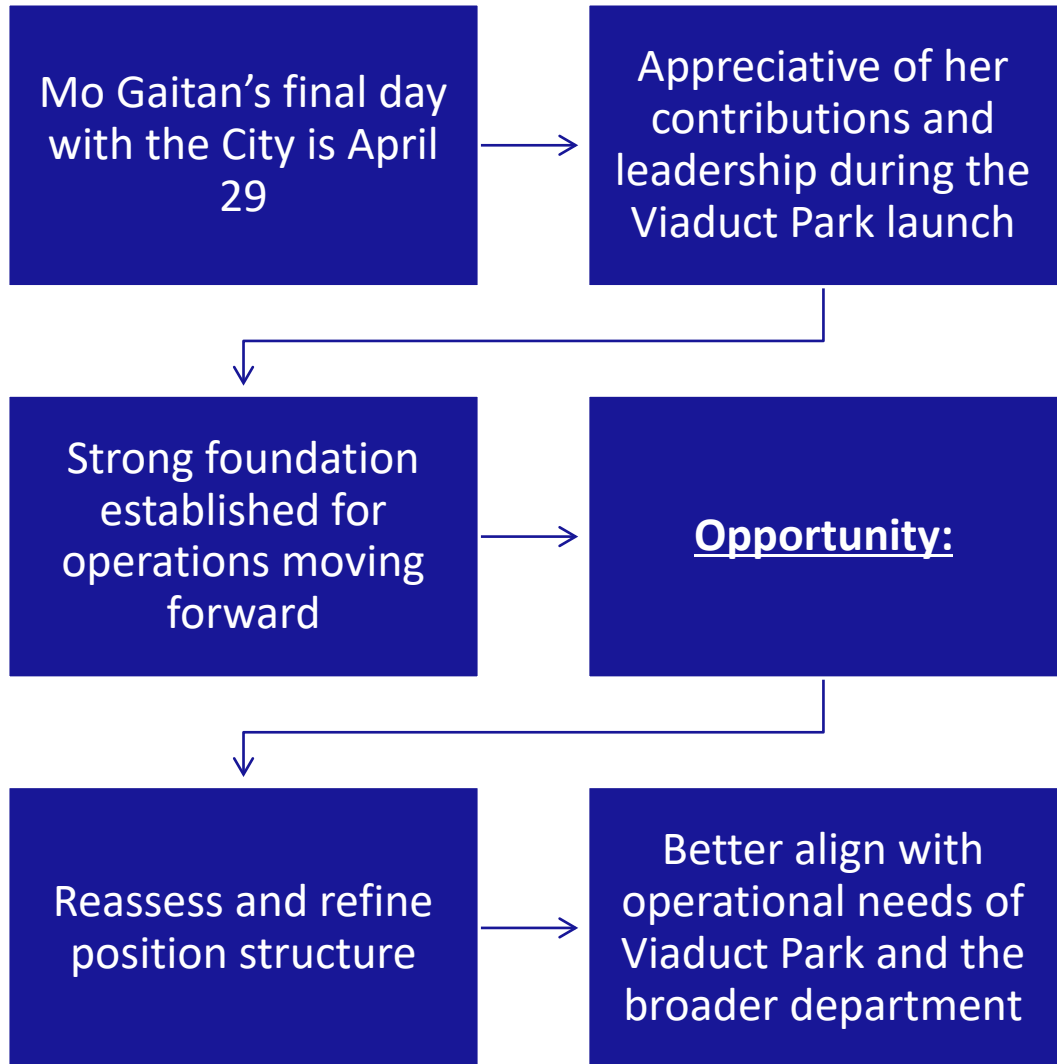 Mo Gaitan’s final day
with the City is April
29
Appreciative of her
contributions and
leadership during the
Viaduct Park launch
Strong foundation
established for
operations moving
forward
Opportunity:
Reassess and refine
position structure
Better align with
operational needs of
Viaduct Park and the
broader department